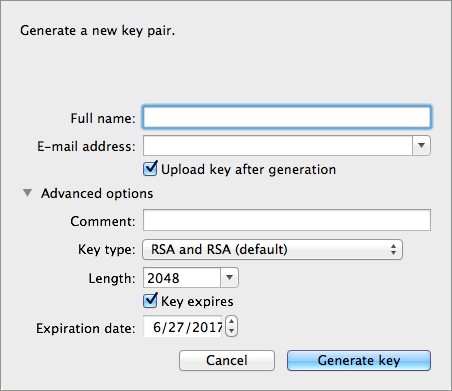 Generate a new key pair.
Full name:
E-mail address:
Upload key after generation
Advanced options
Comment:
Key type: RSA and RSA (default)
Length: 2048
Key expires
Expiration date: 6/27/2017
Cancel Generate key